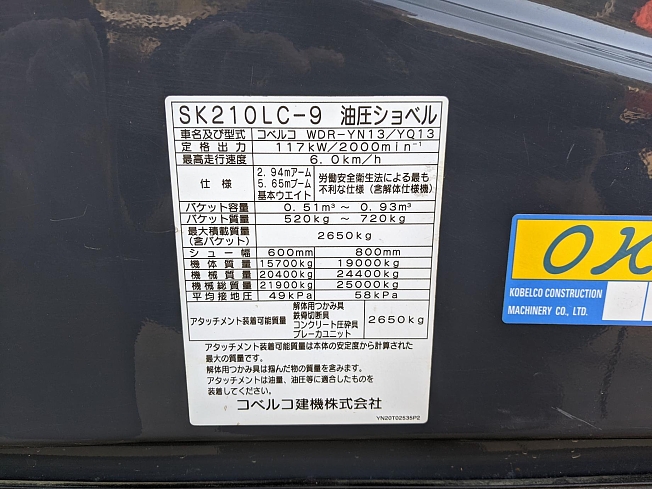 SK210LC-9 油圧ショベル
車名及び型式 コベルコ WDR-YN13/YQ13
定格出力 117kW/2000min⁻¹
最高走行速度 6.0km/h
仕様 2.94mアーム 5.65mブーム 基本ウエイト 労働安全衛生法による最も不利な仕様(含解体仕様機)
バケット容量 0.51m³ ~ 0.93m³
バケット質量 520kg ~ 720kg
最大積載質量(含バケット) 2650kg
シュー幅 600mm 800mm
機体質量 15700kg 19000kg
機械質量 20400kg 24400kg
機械総質量 21900kg 25000kg
平均接地圧 49kPa 58kPa
アタッチメント装着可能質量 解体用つかみ具 鉄骨切断具 コンクリート圧砕具 ブレーカユニット 2650kg
アタッチメント装着可能質量は本体の安定度から計算された
最大の質量です。
解体用つかみ具は掴んだ物の質量を含みます。
アタッチメントは油量、油圧等に適合したものを
装着してください。
コベルコ建機株式会社
YN20T02535P2
OK
KOBELCO CONSTRUCTION
MACHINERY CO., LTD.